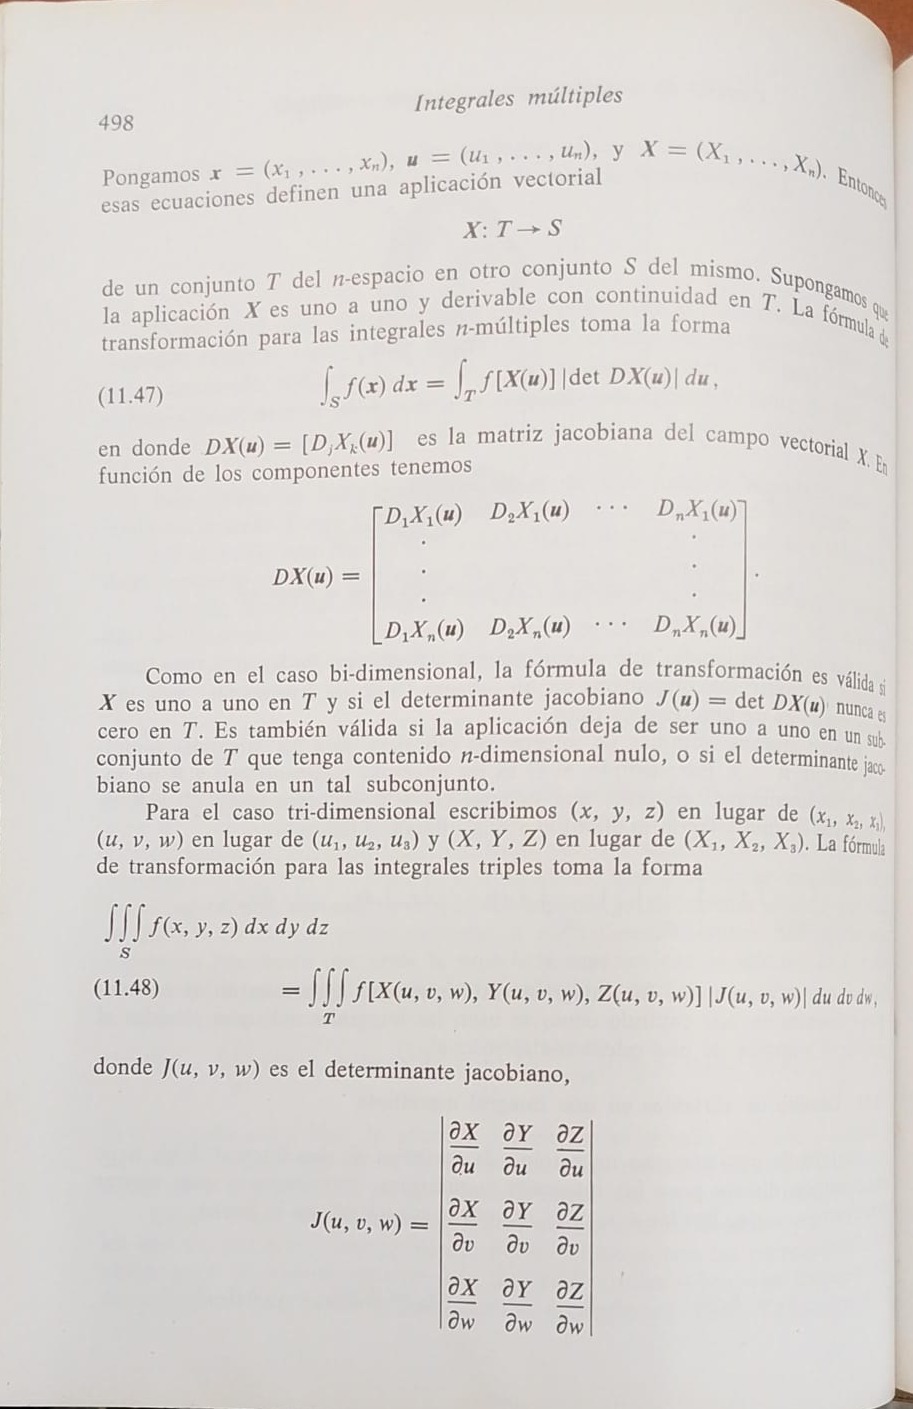 498
Integrales múltiples
Pongamos x = (x₁ , . . . , xₙ), u = (u₁ , . . . , uₙ), y X = (X₁ , . . . , Xₙ). Entonces
esas ecuaciones definen una aplicación vectorial
X: T → S
de un conjunto T del n-espacio en otro conjunto S del mismo. Supongamos que
la aplicación X es uno a uno y derivable con continuidad en T. La fórmula de
transformación para las integrales n-múltiples toma la forma
(11.47) ∫_S f(x) dx = ∫_T f[X(u)] |det DX(u)| du ,
en donde DX(u) = [DⱼXₖ(u)] es la matriz jacobiana del campo vectorial X. En
función de los componentes tenemos
D₁X₁(u) D₂X₁(u) · · · DₙX₁(u)
. .
DX(u) = [ . . ] .
. .
D₁Xₙ(u) D₂Xₙ(u) · · · DₙXₙ(u)
Como en el caso bi-dimensional, la fórmula de transformación es válida si
X es uno a uno en T y si el determinante jacobiano J(u) = det DX(u) nunca es
cero en T. Es también válida si la aplicación deja de ser uno a uno en un sub-
conjunto de T que tenga contenido n-dimensional nulo, o si el determinante jaco-
biano se anula en un tal subconjunto.
Para el caso tri-dimensional escribimos (x, y, z) en lugar de (x₁, x₂, x₃),
(u, v, w) en lugar de (u₁, u₂, u₃) y (X, Y, Z) en lugar de (X₁, X₂, X₃). La fórmula
de transformación para las integrales triples toma la forma
∫∫∫ f(x, y, z) dx dy dz
S
(11.48) = ∫∫∫ f[X(u, v, w), Y(u, v, w), Z(u, v, w)] |J(u, v, w)| du dv dw,
T
donde J(u, v, w) es el determinante jacobiano,
∂X ∂Y ∂Z
∂u ∂u ∂u
J(u, v, w) = | ∂X ∂Y ∂Z |
∂v ∂v ∂v
∂X ∂Y ∂Z
∂w ∂w ∂w